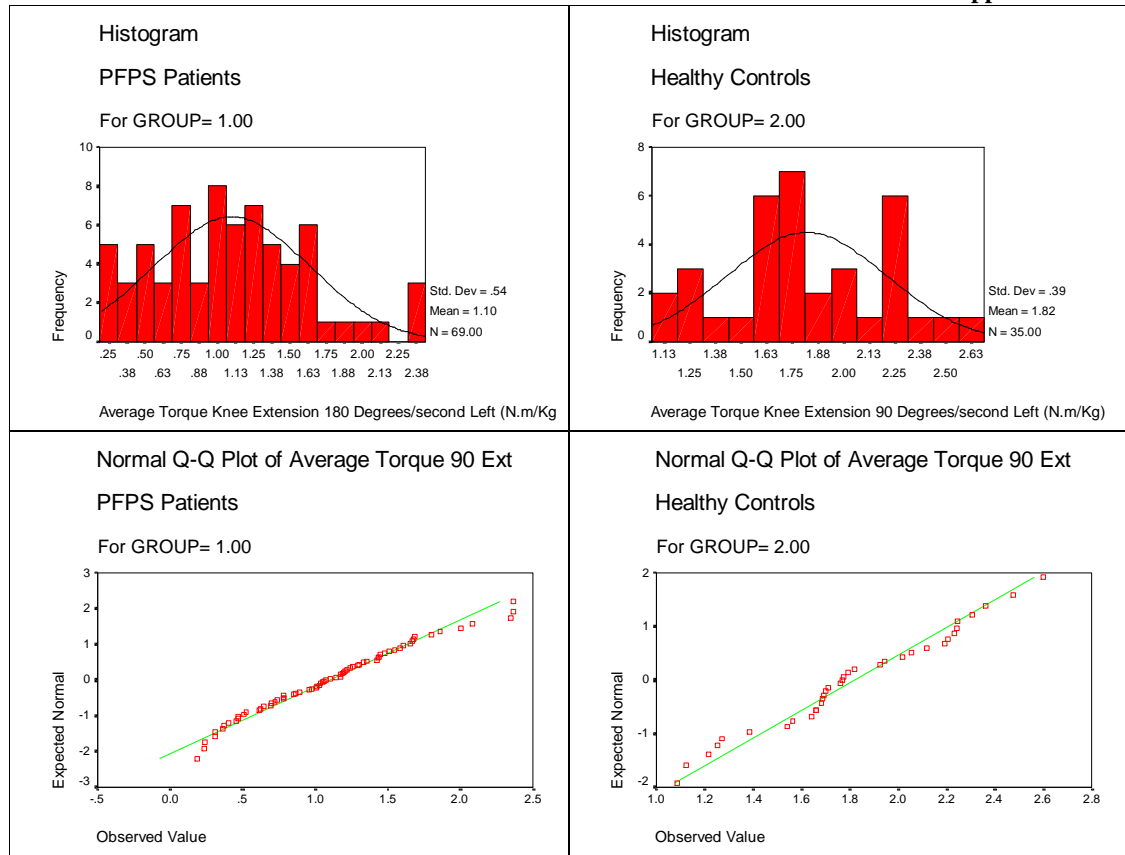 Histogram
PFPS Patients
For GROUP= 1.00
10
8
6
4
2
0
Frequency
.25 .50 .75 1.00 1.25 1.50 1.75 2.00 2.25
.38 .63 .88 1.13 1.38 1.63 1.88 2.13 2.38
Std. Dev = .54
Mean = 1.10
N = 69.00
Average Torque Knee Extension 180 Degrees/second Left (N.m/Kg
Histogram
Healthy Controls
For GROUP= 2.00
8
6
4
2
0
Frequency
1.13 1.38 1.63 1.88 2.13 2.38 2.63
1.25 1.50 1.75 2.00 2.25 2.50
Std. Dev = .39
Mean = 1.82
N = 35.00
Average Torque Knee Extension 90 Degrees/second Left (N.m/Kg)
Normal Q-Q Plot of Average Torque 90 Ext
PFPS Patients
For GROUP= 1.00
3
2
1
0
-1
-2
-3
Expected Normal
-.5 0.0 .5 1.0 1.5 2.0 2.5
Observed Value
Normal Q-Q Plot of Average Torque 90 Ext
Healthy Controls
For GROUP= 2.00
2
1
0
-1
-2
Expected Normal
1.0 1.2 1.4 1.6 1.8 2.0 2.2 2.4 2.6 2.8
Observed Value